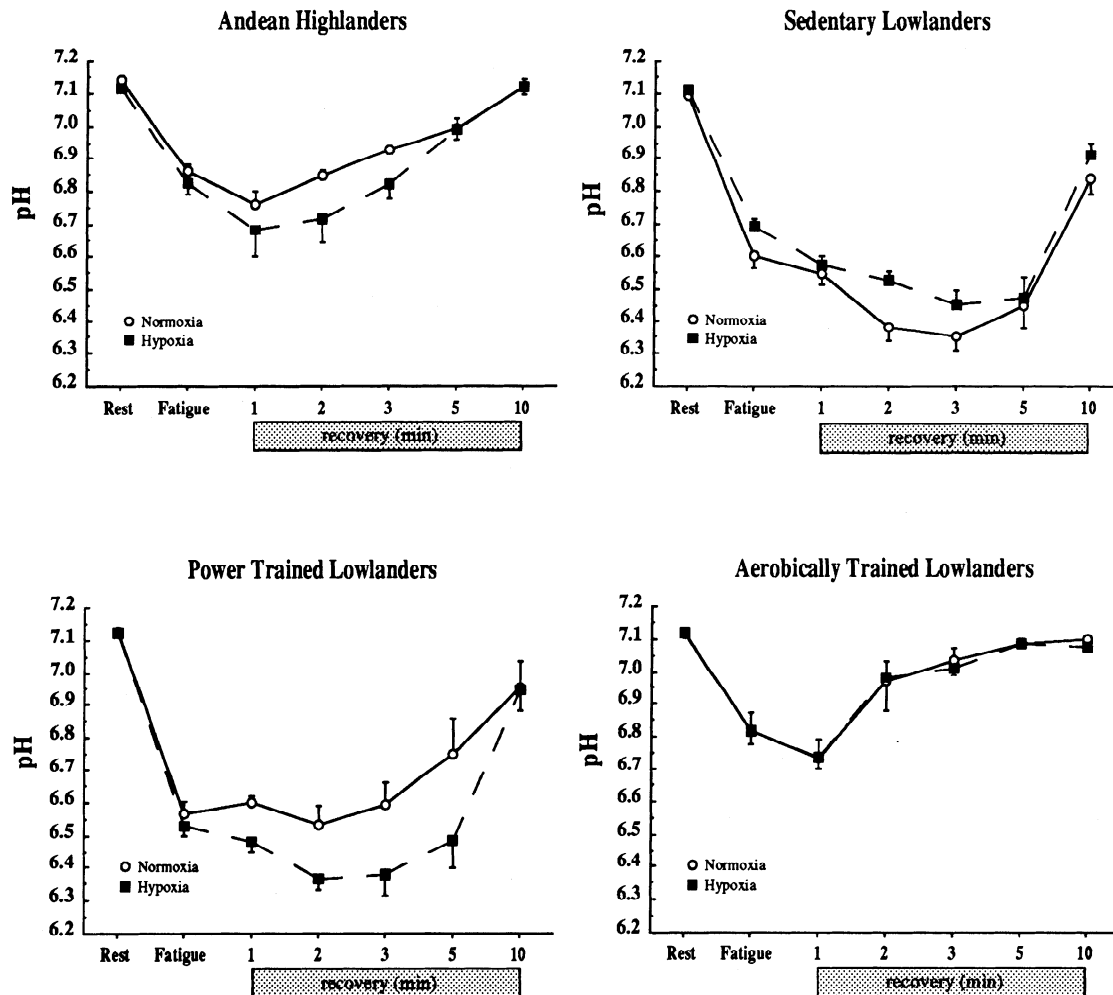 Andean Highlanders
pH
7.2
7.1
7.0
6.9
6.8
6.7
6.6
6.5
6.4
6.3
6.2
Normoxia
Hypoxia
Rest Fatigue 1 2 3 5 10
recovery (min)
Sedentary Lowlanders
pH
7.2
7.1
7.0
6.9
6.8
6.7
6.6
6.5
6.4
6.3
6.2
Normoxia
Hypoxia
Rest Fatigue 1 2 3 5 10
recovery (min)
Power Trained Lowlanders
pH
7.2
7.1
7.0
6.9
6.8
6.7
6.6
6.5
6.4
6.3
6.2
Normoxia
Hypoxia
Rest Fatigue 1 2 3 5 10
recovery (min)
Aerobically Trained Lowlanders
pH
7.2
7.1
7.0
6.9
6.8
6.7
6.6
6.5
6.4
6.3
6.2
Normoxia
Hypoxia
Rest Fatigue 1 2 3 5 10
recovery (min)